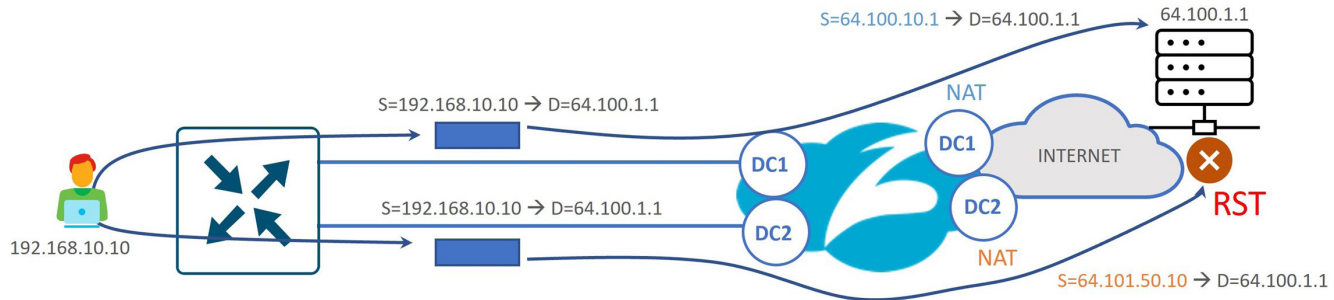 S=64.100.10.1 → D=64.100.1.1
64.100.1.1
NAT
S=192.168.10.10 → D=64.100.1.1
DC1
DC1
INTERNET
S=192.168.10.10 → D=64.100.1.1
DC2
DC2
RST
192.168.10.10
NAT
S=64.101.50.10 → D=64.100.1.1